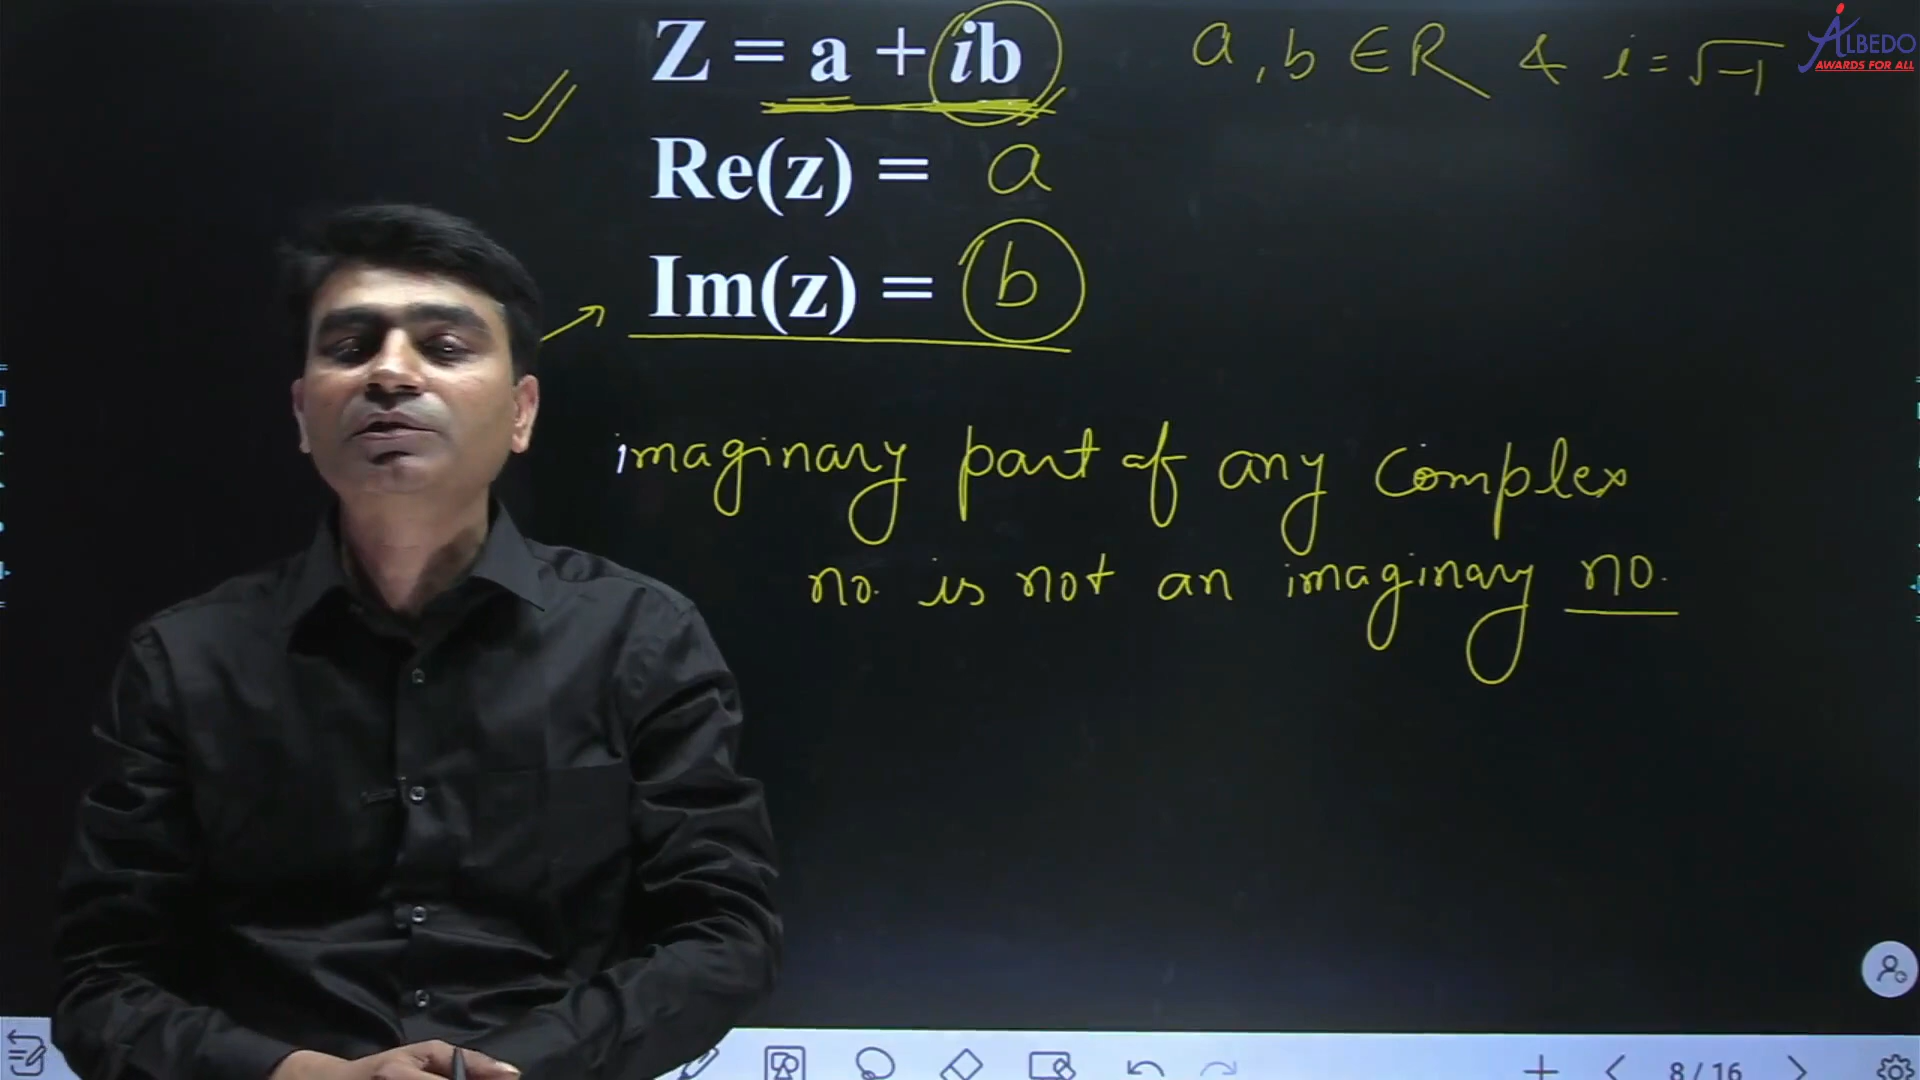 Z = a + ib a, b ∈ R & i = √-1
ALBEDO
AWARDS FOR ALL
Re(z) = a
Im(z) = b
imaginary part of any complex
no. is not an imaginary no.
8 / 16